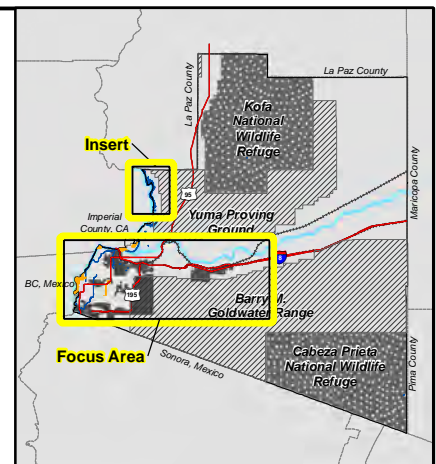 La Paz County
La Paz County
Kofa
National
Wildlife
Refuge
Insert
95
Maricopa County
Imperial
County, CA
Yuma Proving
Ground
BC, Mexico
195
Barry M.
Goldwater Range
Focus Area
Sonora, Mexico
Cabeza Prieta
National Wildlife
Refuge
Pima County